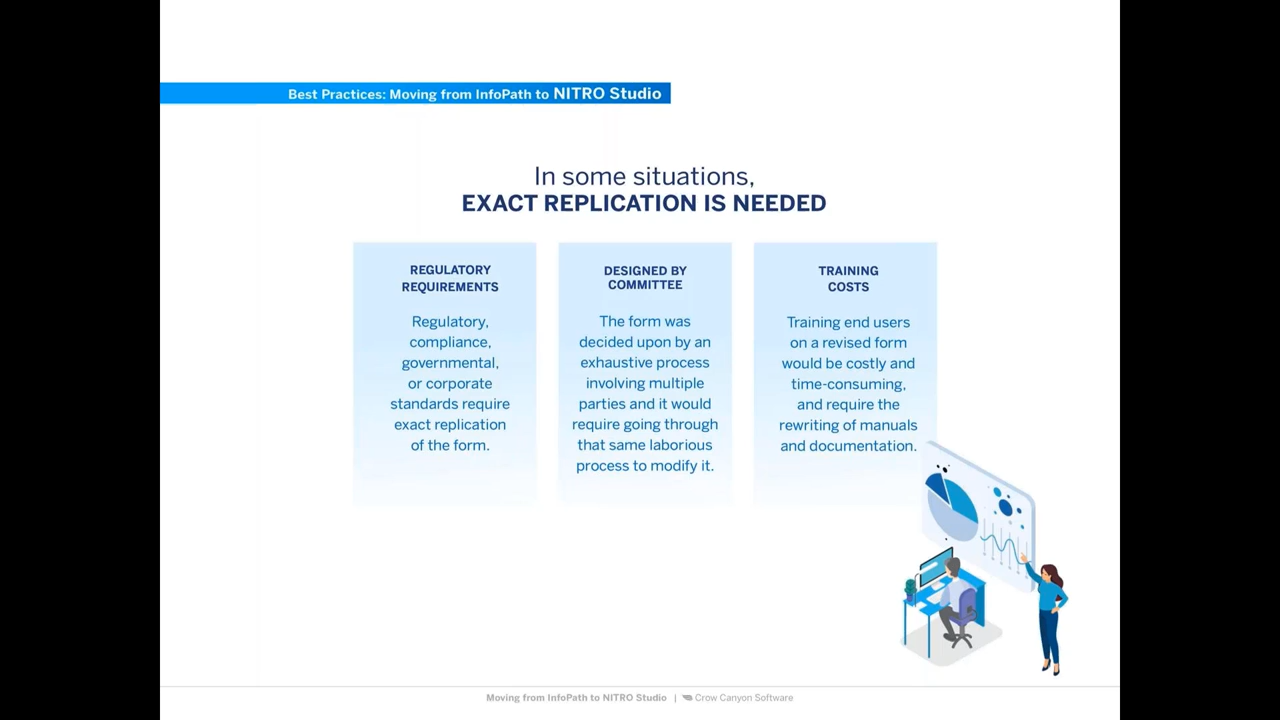 Best Practices: Moving from InfoPath to NITRO Studio
In some situations,
EXACT REPLICATION IS NEEDED
REGULATORY
REQUIREMENTS
Regulatory,
compliance,
governmental,
or corporate
standards require
exact replication
of the form.
DESIGNED BY
COMMITTEE
The form was
decided upon by an
exhaustive process
involving multiple
parties and it would
require going through
that same laborious
process to modify it.
TRAINING
COSTS
Training end users
on a revised form
would be costly and
time-consuming,
and require the
rewriting of manuals
and documentation.
Moving from InfoPath to NITRO Studio | Crow Canyon Software